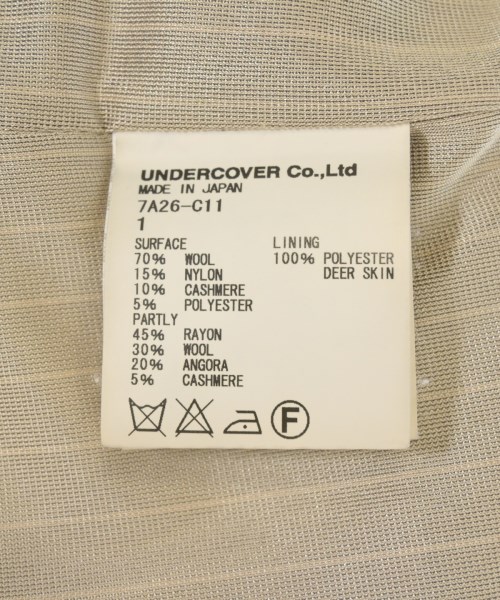 UNDERCOVER Co.,Ltd
MADE IN JAPAN
7A26-C11
1
SURFACE
70% WOOL
15% NYLON
10% CASHMERE
5% POLYESTER
PARTLY
45% RAYON
30% WOOL
20% ANGORA
5% CASHMERE
LINING
100% POLYESTER
DEER SKIN
F